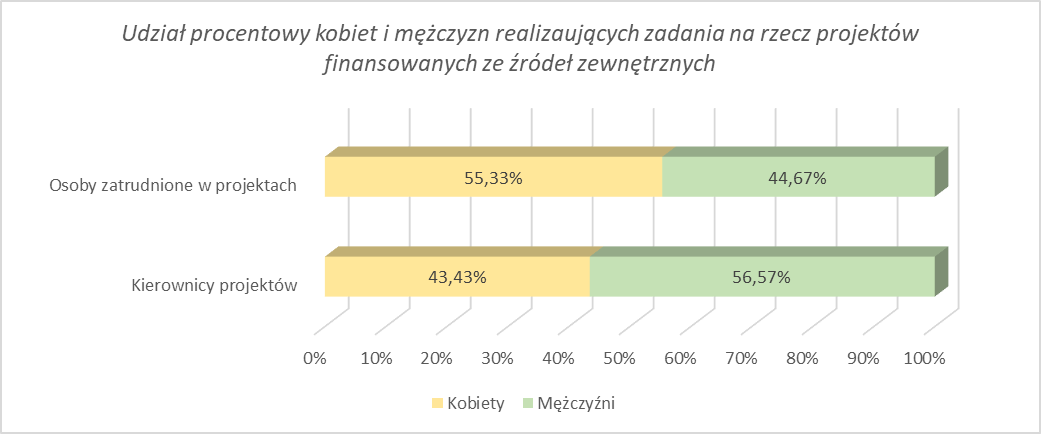 Udział procentowy kobiet i mężczyzn realizaujących zadania na rzecz projektów
finansowanych ze źródeł zewnętrznych
Osoby zatrudnione w projektach
55,33%
44,67%
Kierownicy projektów
43,43%
56,57%
0% 10% 20% 30% 40% 50% 60% 70% 80% 90% 100%
Kobiety Mężczyźni